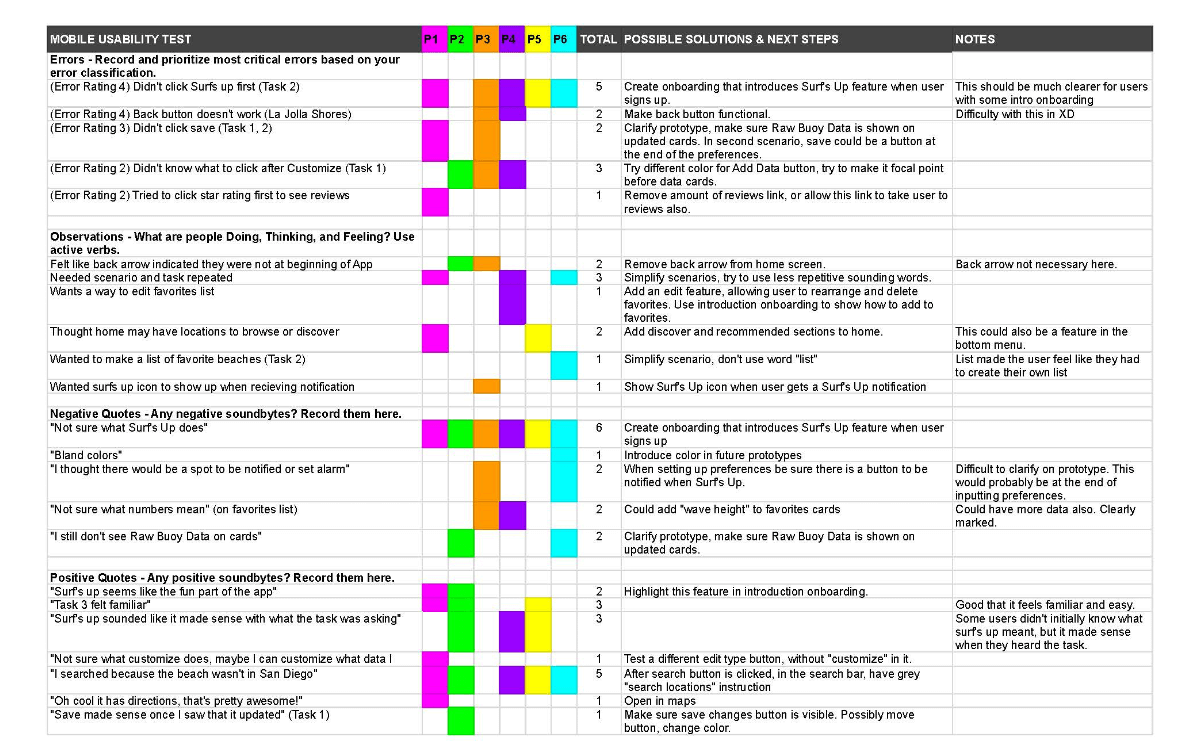 MOBILE USABILITY TEST P1 P2 P3 P4 P5 P6 TOTAL POSSIBLE SOLUTIONS & NEXT STEPS NOTES
Errors - Record and prioritize most critical errors based on your
error classification.
(Error Rating 4) Didn't click Surfs up first (Task 2) 5 Create onboarding that introduces Surf's Up feature when user This should be much clearer for users
signs up. with some intro onboarding
(Error Rating 4) Back button doesn't work (La Jolla Shores) 2 Make back button functional. Difficulty with this in XD
(Error Rating 3) Didn't click save (Task 1, 2) 2 Clarify prototype, make sure Raw Buoy Data is shown on
updated cards. In second scenario, save could be a button at
the end of the preferences.
(Error Rating 2) Didn't know what to click after Customize (Task 1) 3 Try different color for Add Data button, try to make it focal point
before data cards.
(Error Rating 2) Tried to click star rating first to see reviews 1 Remove amount of reviews link, or allow this link to take user to
reviews also.
Observations - What are people Doing, Thinking, and Feeling? Use
active verbs.
Felt like back arrow indicated they were not at beginning of App 2 Remove back arrow from home screen. Back arrow not necessary here.
Needed scenario and task repeated 3 Simplify scenarios, try to use less repetitive sounding words.
Wants a way to edit favorites list 1 Add an edit feature, allowing user to rearrange and delete
favorites. Use introduction onboarding to show how to add to
favorites.
Thought home may have locations to browse or discover 2 Add discover and recommended sections to home. This could also be a feature in the
bottom menu.
Wanted to make a list of favorite beaches (Task 2) 1 Simplify scenario, don't use word "list" List made the user feel like they had
to create their own list
Wanted surfs up icon to show up when recieving notification 1 Show Surf's Up icon when user gets a Surf's Up notification
Negative Quotes - Any negative soundbytes? Record them here.
"Not sure what Surf's Up does" 6 Create onboarding that introduces Surf's Up feature when user
signs up
"Bland colors" 1 Introduce color in future prototypes
"I thought there would be a spot to be notified or set alarm" 2 When setting up preferences be sure there is a button to be Difficult to clarify on prototype. This
notified when Surf's Up. would probably be at the end of
inputting preferences.
"Not sure what numbers mean" (on favorites list) 2 Could add "wave height" to favorites cards Could have more data also. Clearly
marked.
"I still don't see Raw Buoy Data on cards" 2 Clarify prototype, make sure Raw Buoy Data is shown on
updated cards.
Positive Quotes - Any positive soundbytes? Record them here.
"Surf's up seems like the fun part of the app" 2 Highlight this feature in introduction onboarding.
"Task 3 felt familiar" 3 Good that it feels familiar and easy.
"Surf's up sounded like it made sense with what the task was asking" 3 Some users didn't initially know what
surf's up meant, but it made sense
when they heard the task.
"Not sure what customize does, maybe I can customize what data I 1 Test a different edit type button, without "customize" in it.
"I searched because the beach wasn't in San Diego" 5 After search button is clicked, in the search bar, have grey
"search locations" instruction
"Oh cool it has directions, that's pretty awesome!" 1 Open in maps
"Save made sense once I saw that it updated" (Task 1) 1 Make sure save changes button is visible. Possibly move
button, change color.